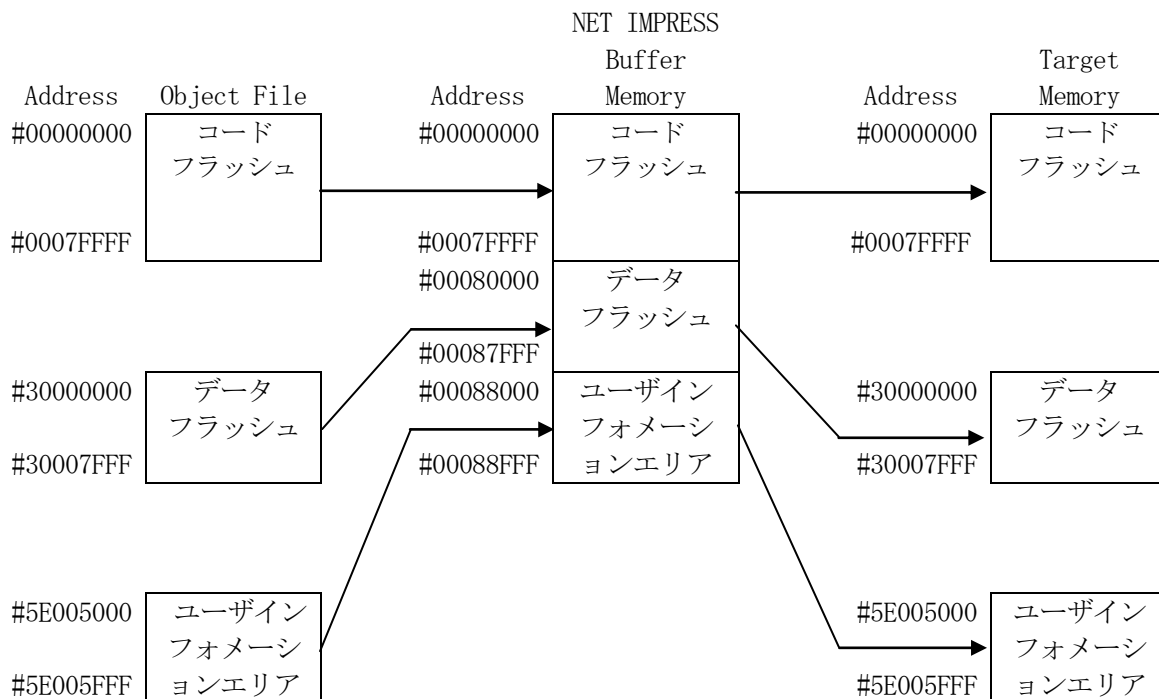 NET IMPRESS
Buffer
Target
Address Object File Address Memory Address Memory
#00000000 コード #00000000 コード #00000000 コード
フラッシュ フラッシュ フラッシュ
#0007FFFF #0007FFFF #0007FFFF
#00080000 データ
フラッシュ
#00087FFF
#30000000 データ #00088000 ユーザイン #30000000 データ
フラッシュ フォメーシ フラッシュ
#30007FFF #00088FFF ョンエリア #30007FFF
#5E005000 ユーザイン #5E005000 ユーザイン
フォメーシ フォメーシ
#5E005FFF ョンエリア #5E005FFF ョンエリア